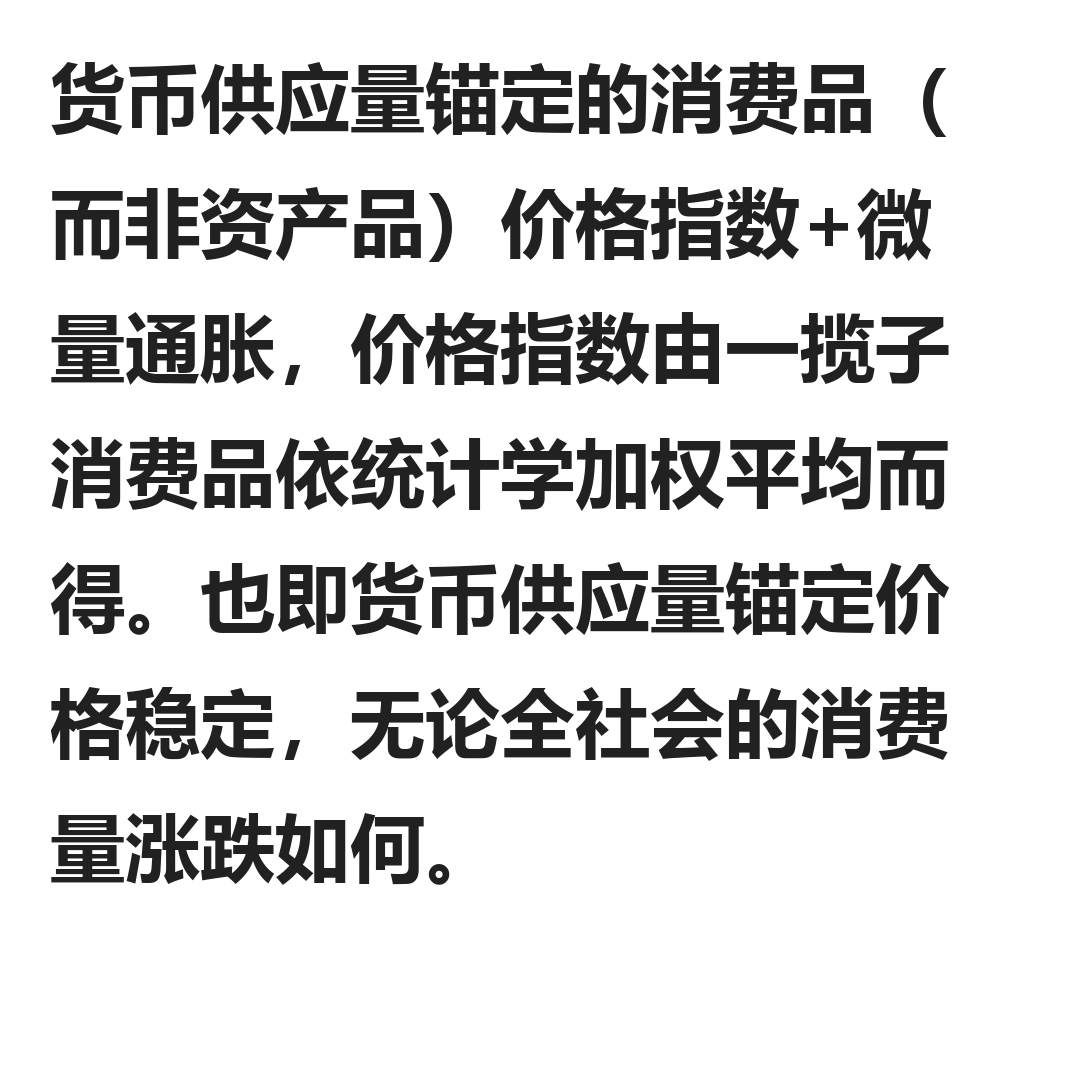 货币供应量锚定的消费品（
而非资产品）价格指数+微
量通胀，价格指数由一揽子
消费品依统计学加权平均而
得。也即货币供应量锚定价
格稳定，无论全社会的消费
量涨跌如何。